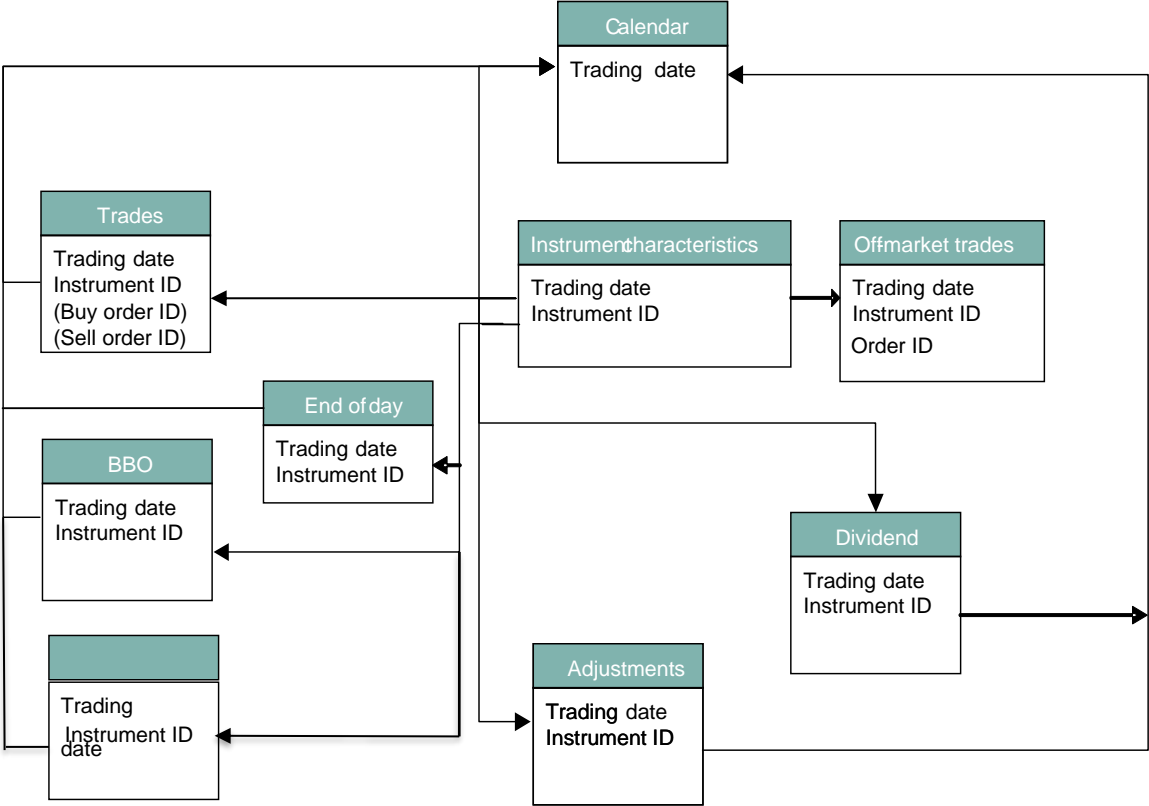 Calendar
Trading date
Trades
Trading date
Instrument ID
(Buy order ID)
(Sell order ID)
Instrument characteristics
Trading date
Instrument ID
Offmarket trades
Trading date
Instrument ID
Order ID
End of day
Trading date
Instrument ID
BBO
Trading date
Instrument ID
Dividend
Trading date
Instrument ID
Trading
Instrument ID
date
Adjustments
Trading date
Instrument ID